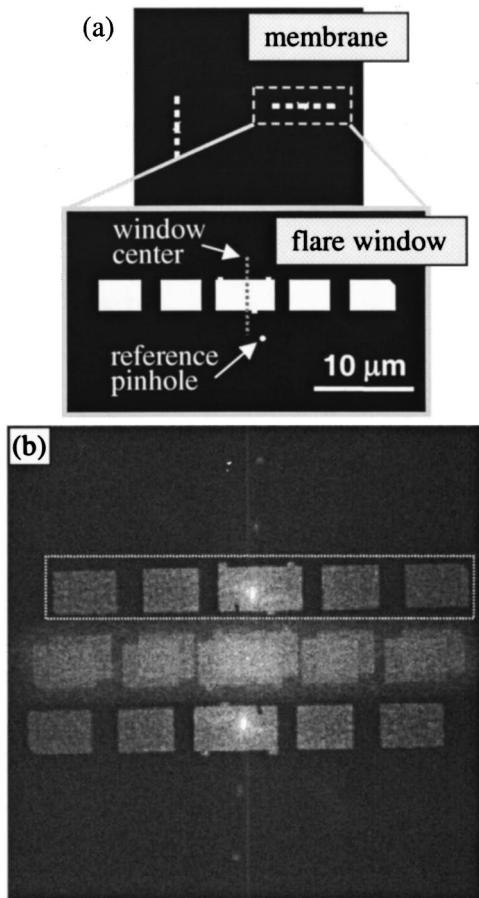 (a)
membrane
flare window
window
center
reference
pinhole
10 μm
(b)